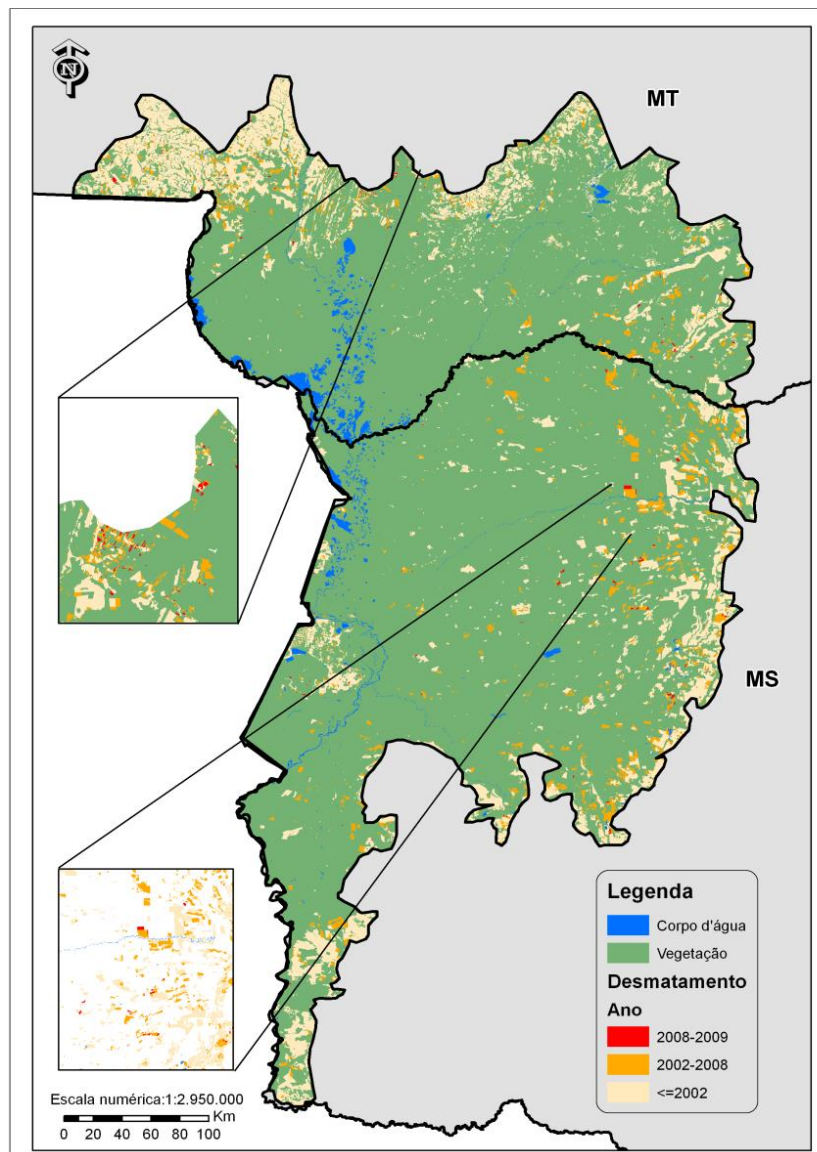 N
MT
MS
Legenda
Corpo d'água
Vegetação
Desmatamento
Ano
2008-2009
2002-2008
<=2002
Escala numérica:1:2.950.000
Km
0 20 40 60 80 100